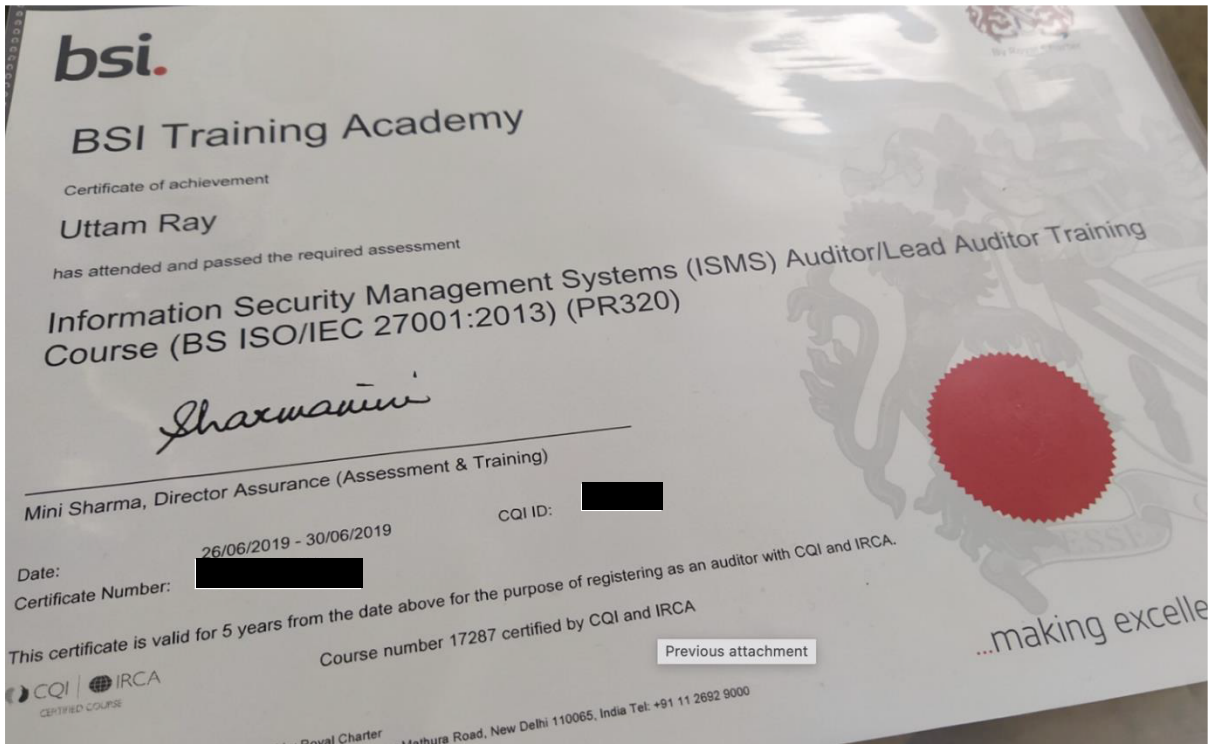 bsi.
By Royal Charter
BSI Training Academy
Certificate of achievement
Uttam Ray
has attended and passed the required assessment
Information Security Management Systems (ISMS) Auditor/Lead Auditor Training
Course (BS ISO/IEC 27001:2013) (PR320)
Sharmamini
Mini Sharma, Director Assurance (Assessment & Training)
Date: 26/06/2019 - 30/06/2019 CQI ID:
Certificate Number:
This certificate is valid for 5 years from the date above for the purpose of registering as an auditor with CQI and IRCA.
Course number 17287 certified by CQI and IRCA
Previous attachment
...making excelle
CQI | IRCA
CERTIFIED COURSE
Royal Charter
Mathura Road, New Delhi 110065, India Tel: +91 11 2692 9000